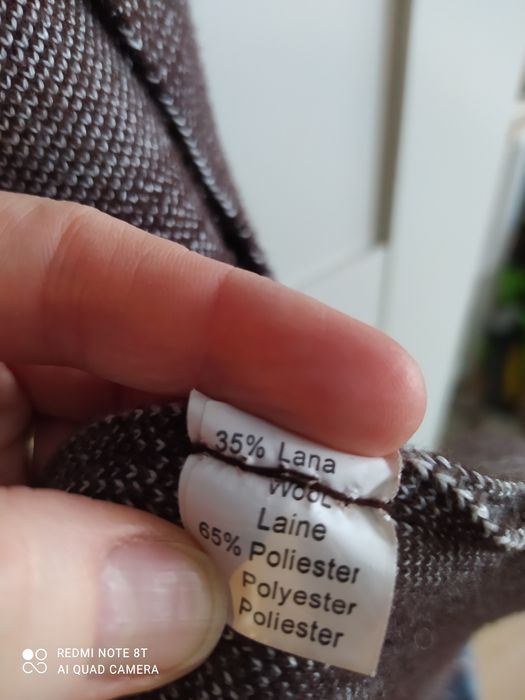 35% Lana
WOOL
Laine
65% Poliester
Polyester
Poliester
REDMI NOTE 8T
AI QUAD CAMERA